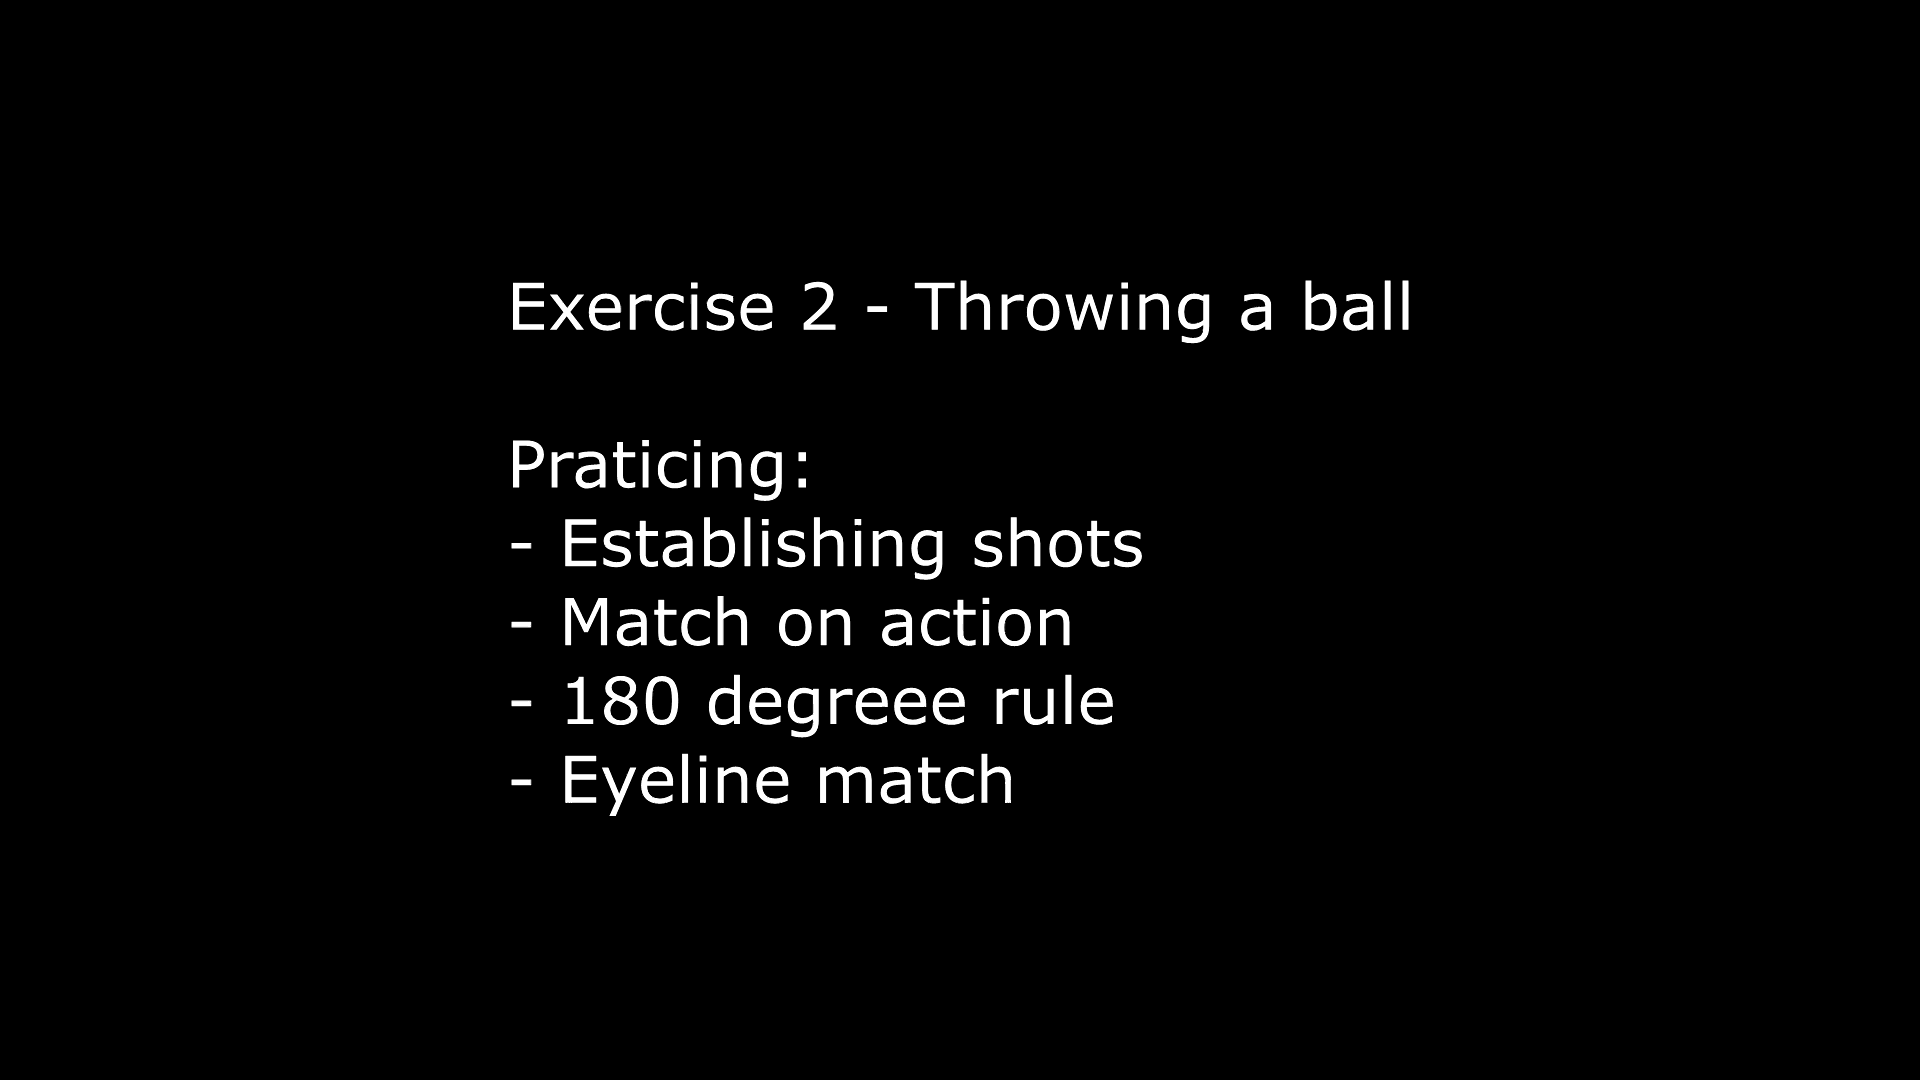 Exercise 2 - Throwing a ball
Praticing:
- Establishing shots
- Match on action
- 180 degreee rule
- Eyeline match